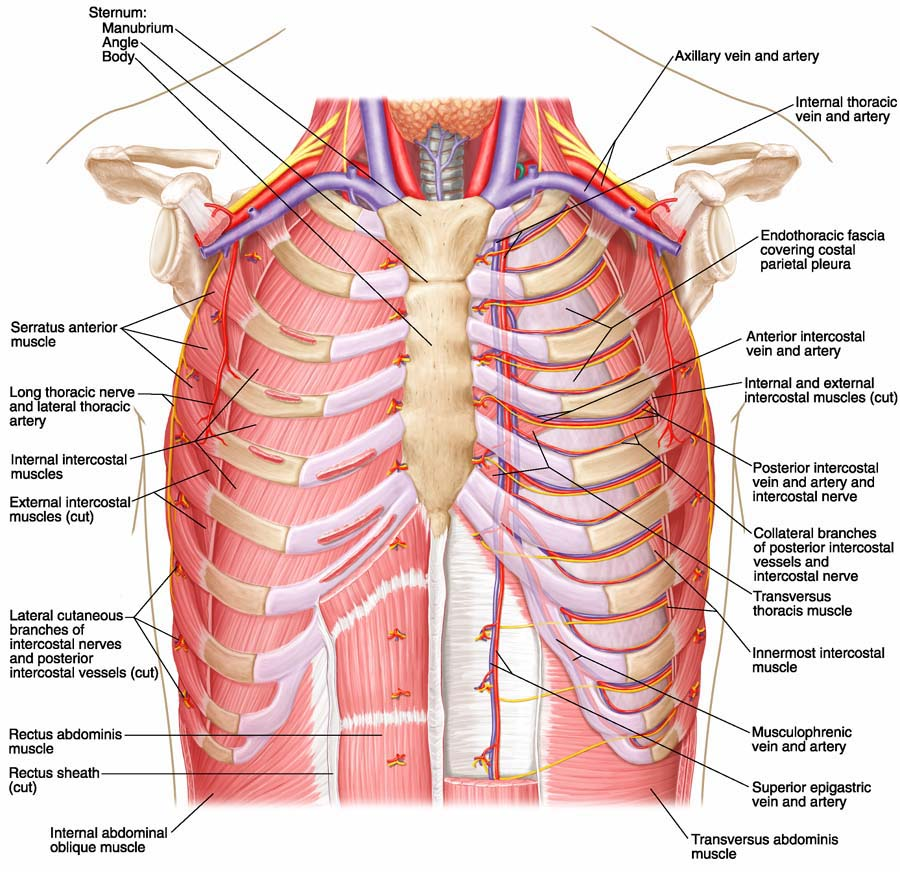 Sternum:
Manubrium
Angle
Body
Serratus anterior
muscle
Long thoracic nerve
and lateral thoracic
artery
Internal intercostal
muscles
External intercostal
muscles (cut)
Lateral cutaneous
branches of
intercostal nerves
and posterior
intercostal vessels (cut)
Rectus abdominis
muscle
Rectus sheath
(cut)
Internal abdominal
oblique muscle
Axillary vein and artery
Internal thoracic
vein and artery
Endothoracic fascia
covering costal
parietal pleura
Anterior intercostal
vein and artery
Internal and external
intercostal muscles (cut)
Posterior intercostal
vein and artery and
intercostal nerve
Collateral branches
of posterior intercostal
vessels and
intercostal nerve
Transversus
thoracis muscle
Innermost intercostal
muscle
Musculophrenic
vein and artery
Superior epigastric
vein and artery
Transversus abdominis
muscle